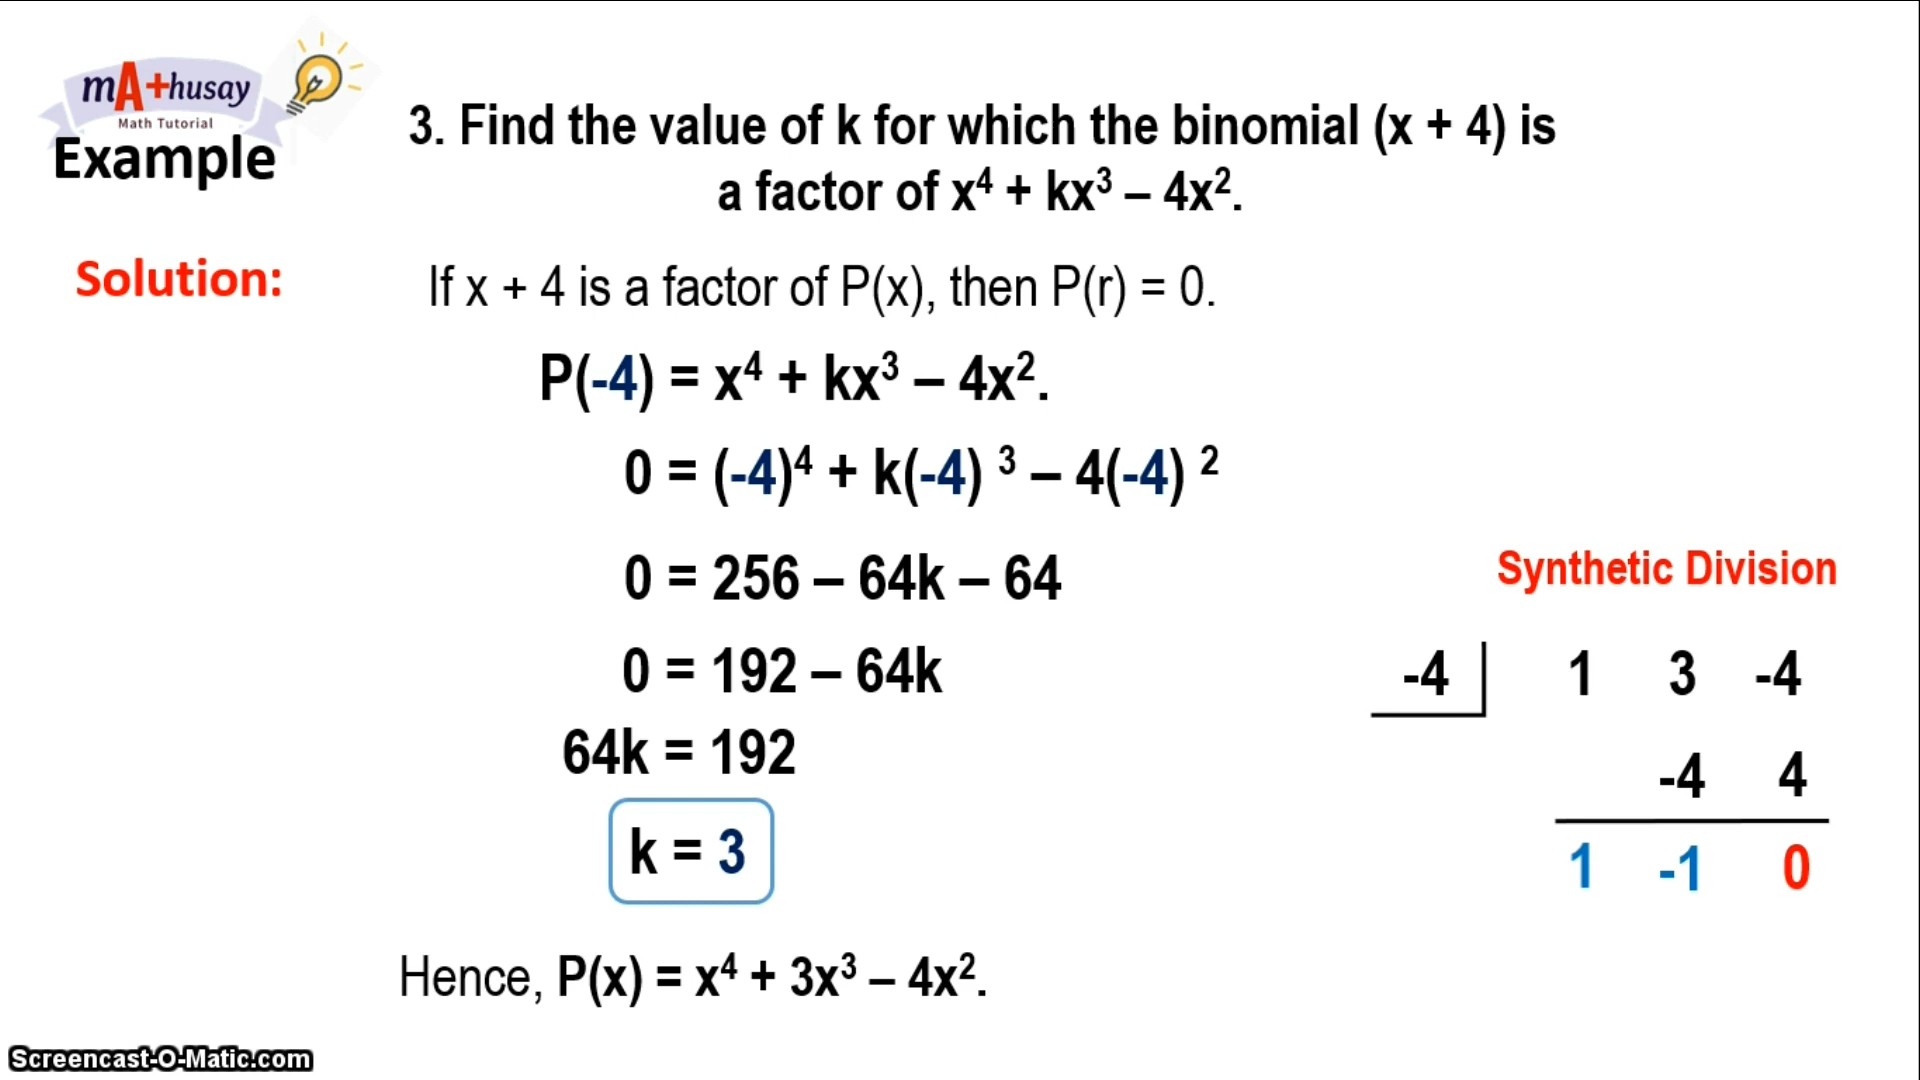 mA+husay
Math Tutorial
Example
3. Find the value of k for which the binomial (x + 4) is
a factor of x⁴ + kx³ – 4x².
Solution:
If x + 4 is a factor of P(x), then P(r) = 0.
P(-4) = x⁴ + kx³ – 4x².
0 = (-4)⁴ + k(-4) ³ – 4(-4) ²
0 = 256 – 64k – 64
0 = 192 – 64k
64k = 192
k = 3
Hence, P(x) = x⁴ + 3x³ – 4x².
Synthetic Division
-4 1 3 -4
-4 4
1 -1 0
Screencast-O-Matic.com